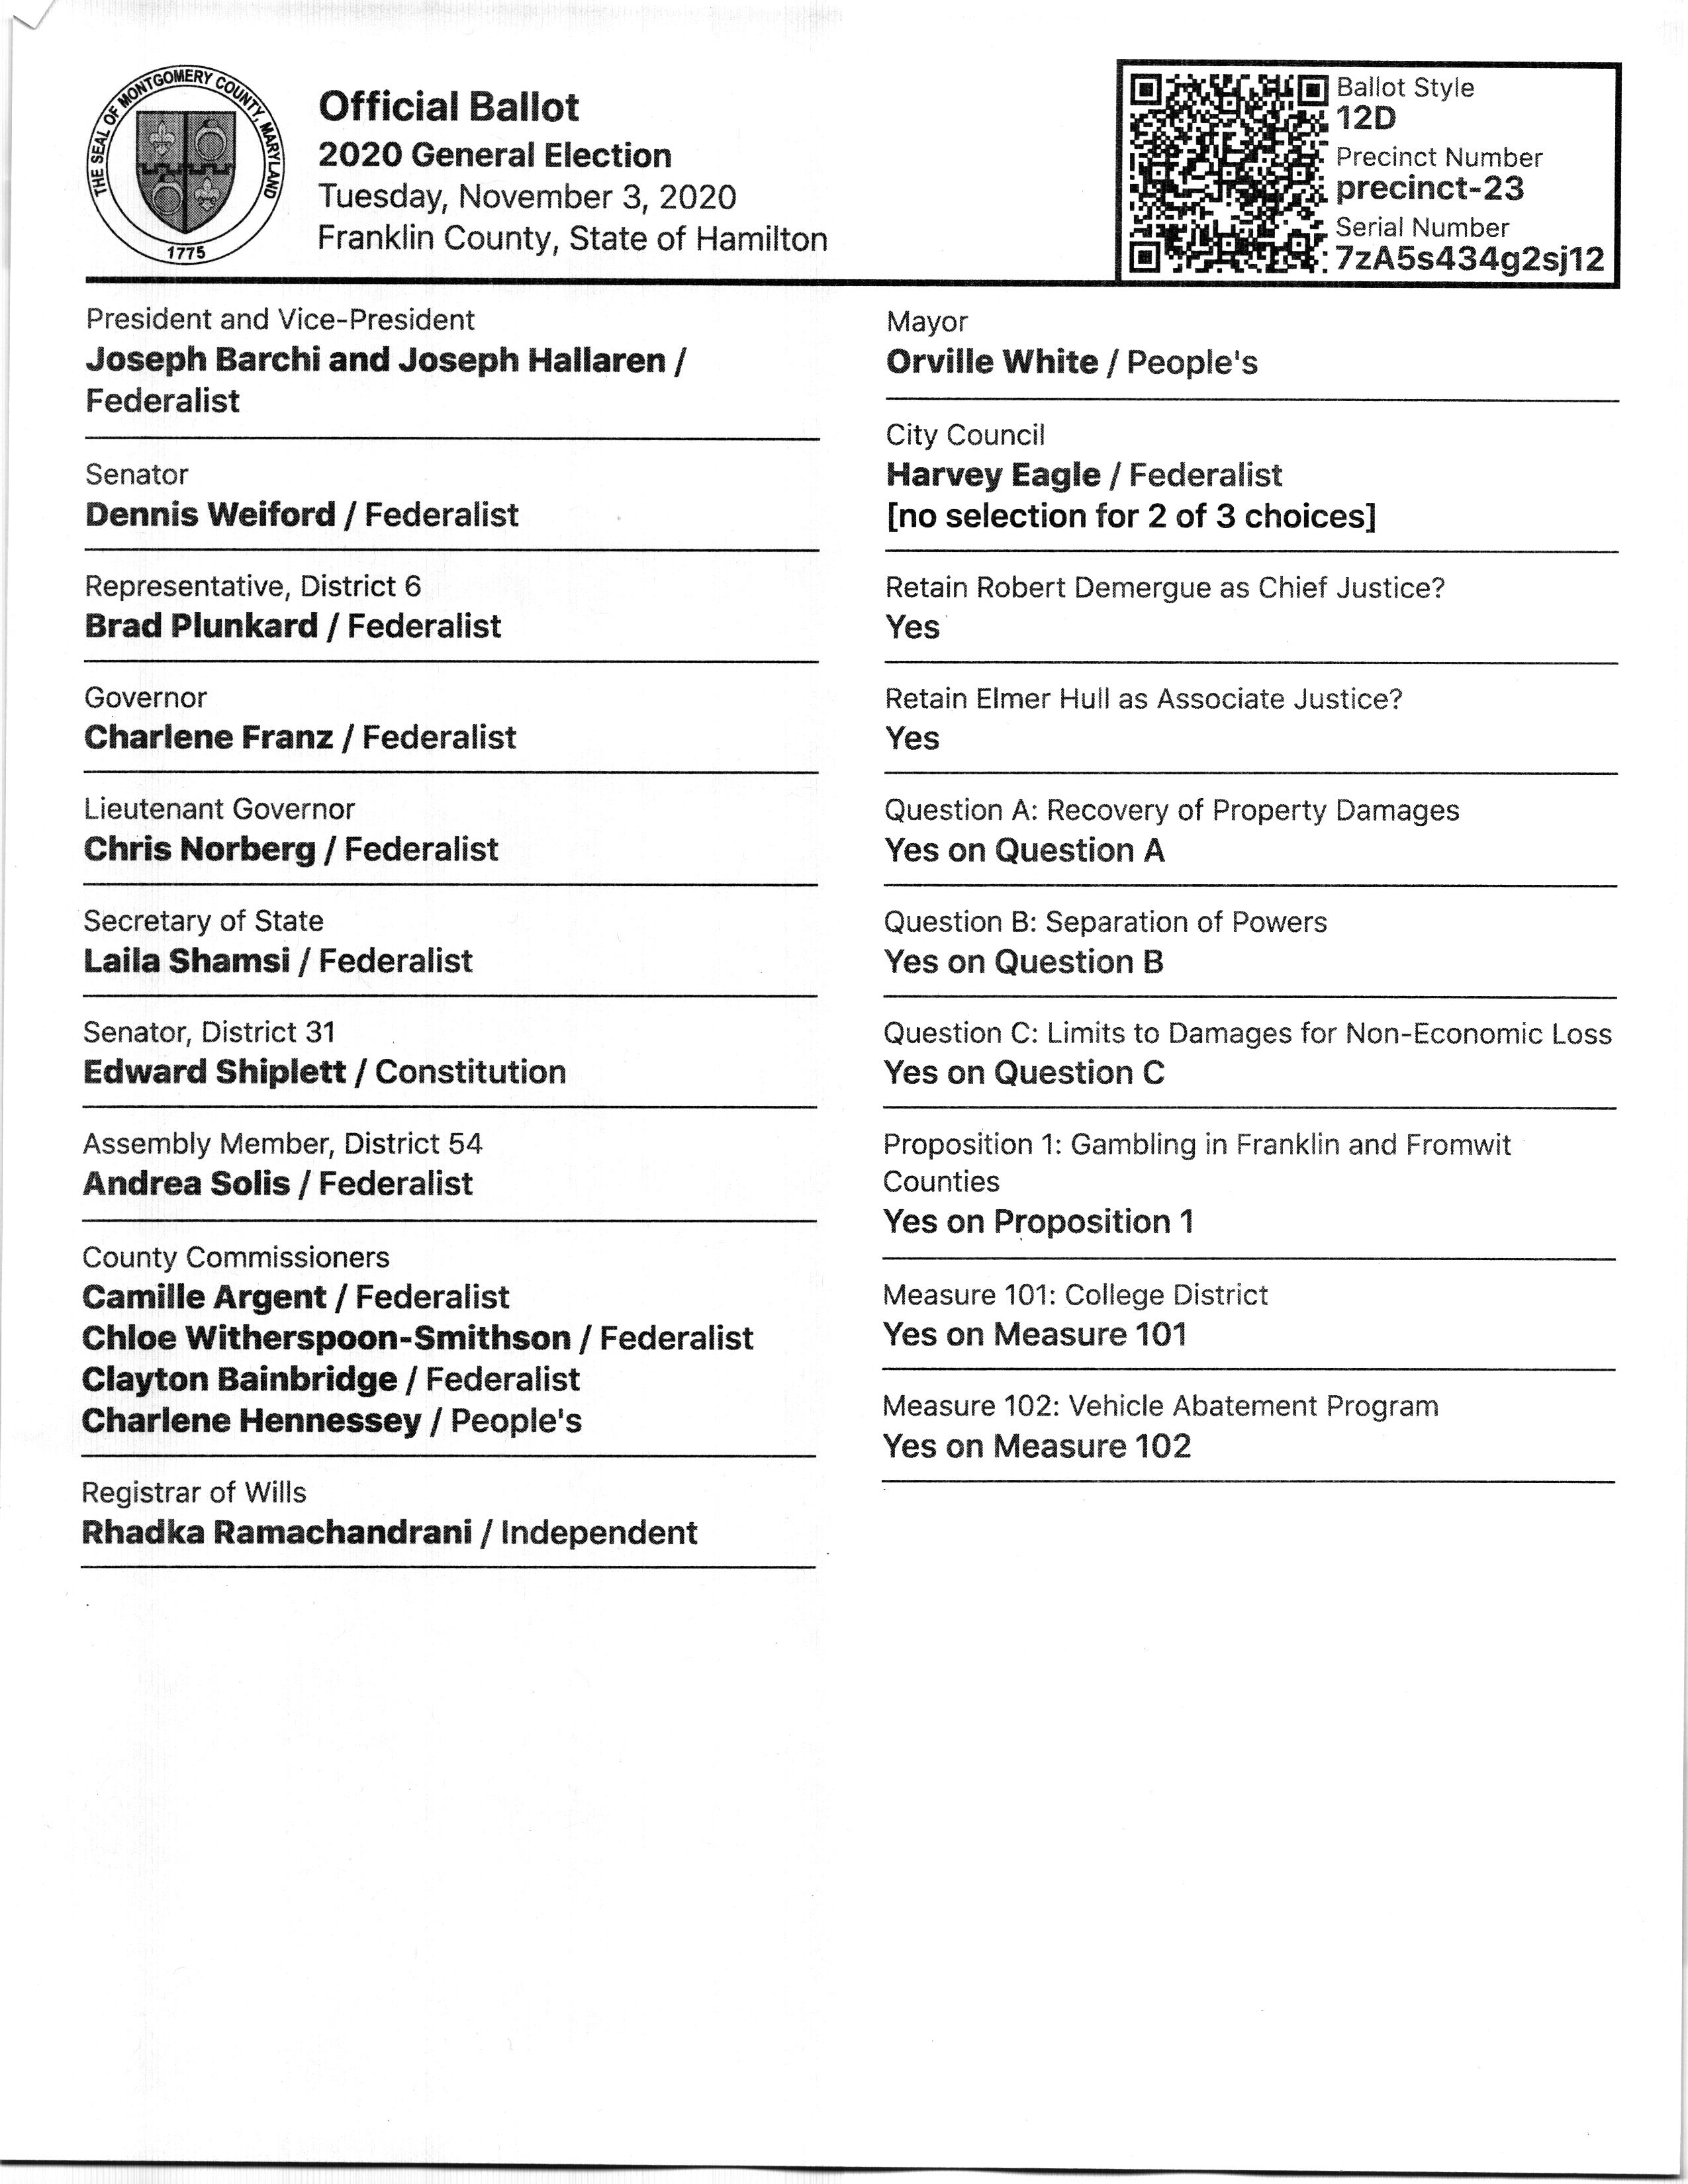 THE SEAL OF MONTGOMERY COUNTY, MARYLAND
1775
Official Ballot
2020 General Election
Tuesday, November 3, 2020
Franklin County, State of Hamilton
Ballot Style
12D
Precinct Number
precinct-23
Serial Number
7zA5s434g2sj12
President and Vice-President
Joseph Barchi and Joseph Hallaren /
Federalist
Senator
Dennis Weiford / Federalist
Representative, District 6
Brad Plunkard / Federalist
Governor
Charlene Franz / Federalist
Lieutenant Governor
Chris Norberg / Federalist
Secretary of State
Laila Shamsi / Federalist
Senator, District 31
Edward Shiplett / Constitution
Assembly Member, District 54
Andrea Solis / Federalist
County Commissioners
Camille Argent / Federalist
Chloe Witherspoon-Smithson / Federalist
Clayton Bainbridge / Federalist
Charlene Hennessey / People's
Registrar of Wills
Rhadka Ramachandrani / Independent
Mayor
Orville White / People's
City Council
Harvey Eagle / Federalist
[no selection for 2 of 3 choices]
Retain Robert Demergue as Chief Justice?
Yes
Retain Elmer Hull as Associate Justice?
Yes
Question A: Recovery of Property Damages
Yes on Question A
Question B: Separation of Powers
Yes on Question B
Question C: Limits to Damages for Non-Economic Loss
Yes on Question C
Proposition 1: Gambling in Franklin and Fromwit
Counties
Yes on Proposition 1
Measure 101: College District
Yes on Measure 101
Measure 102: Vehicle Abatement Program
Yes on Measure 102